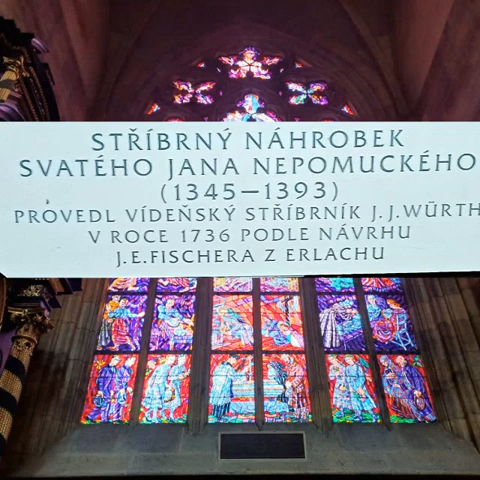 STŘÍBRNÝ NÁHROBEK
SVATÉHO JANA NEPOMUCKÉHO
(1345–1393)
PROVEDL VÍDEŇSKÝ STŘÍBRNÍK J.J.WÜRTH
V ROCE 1736 PODLE NÁVRHU
J.E.FISCHERA Z ERLACHU